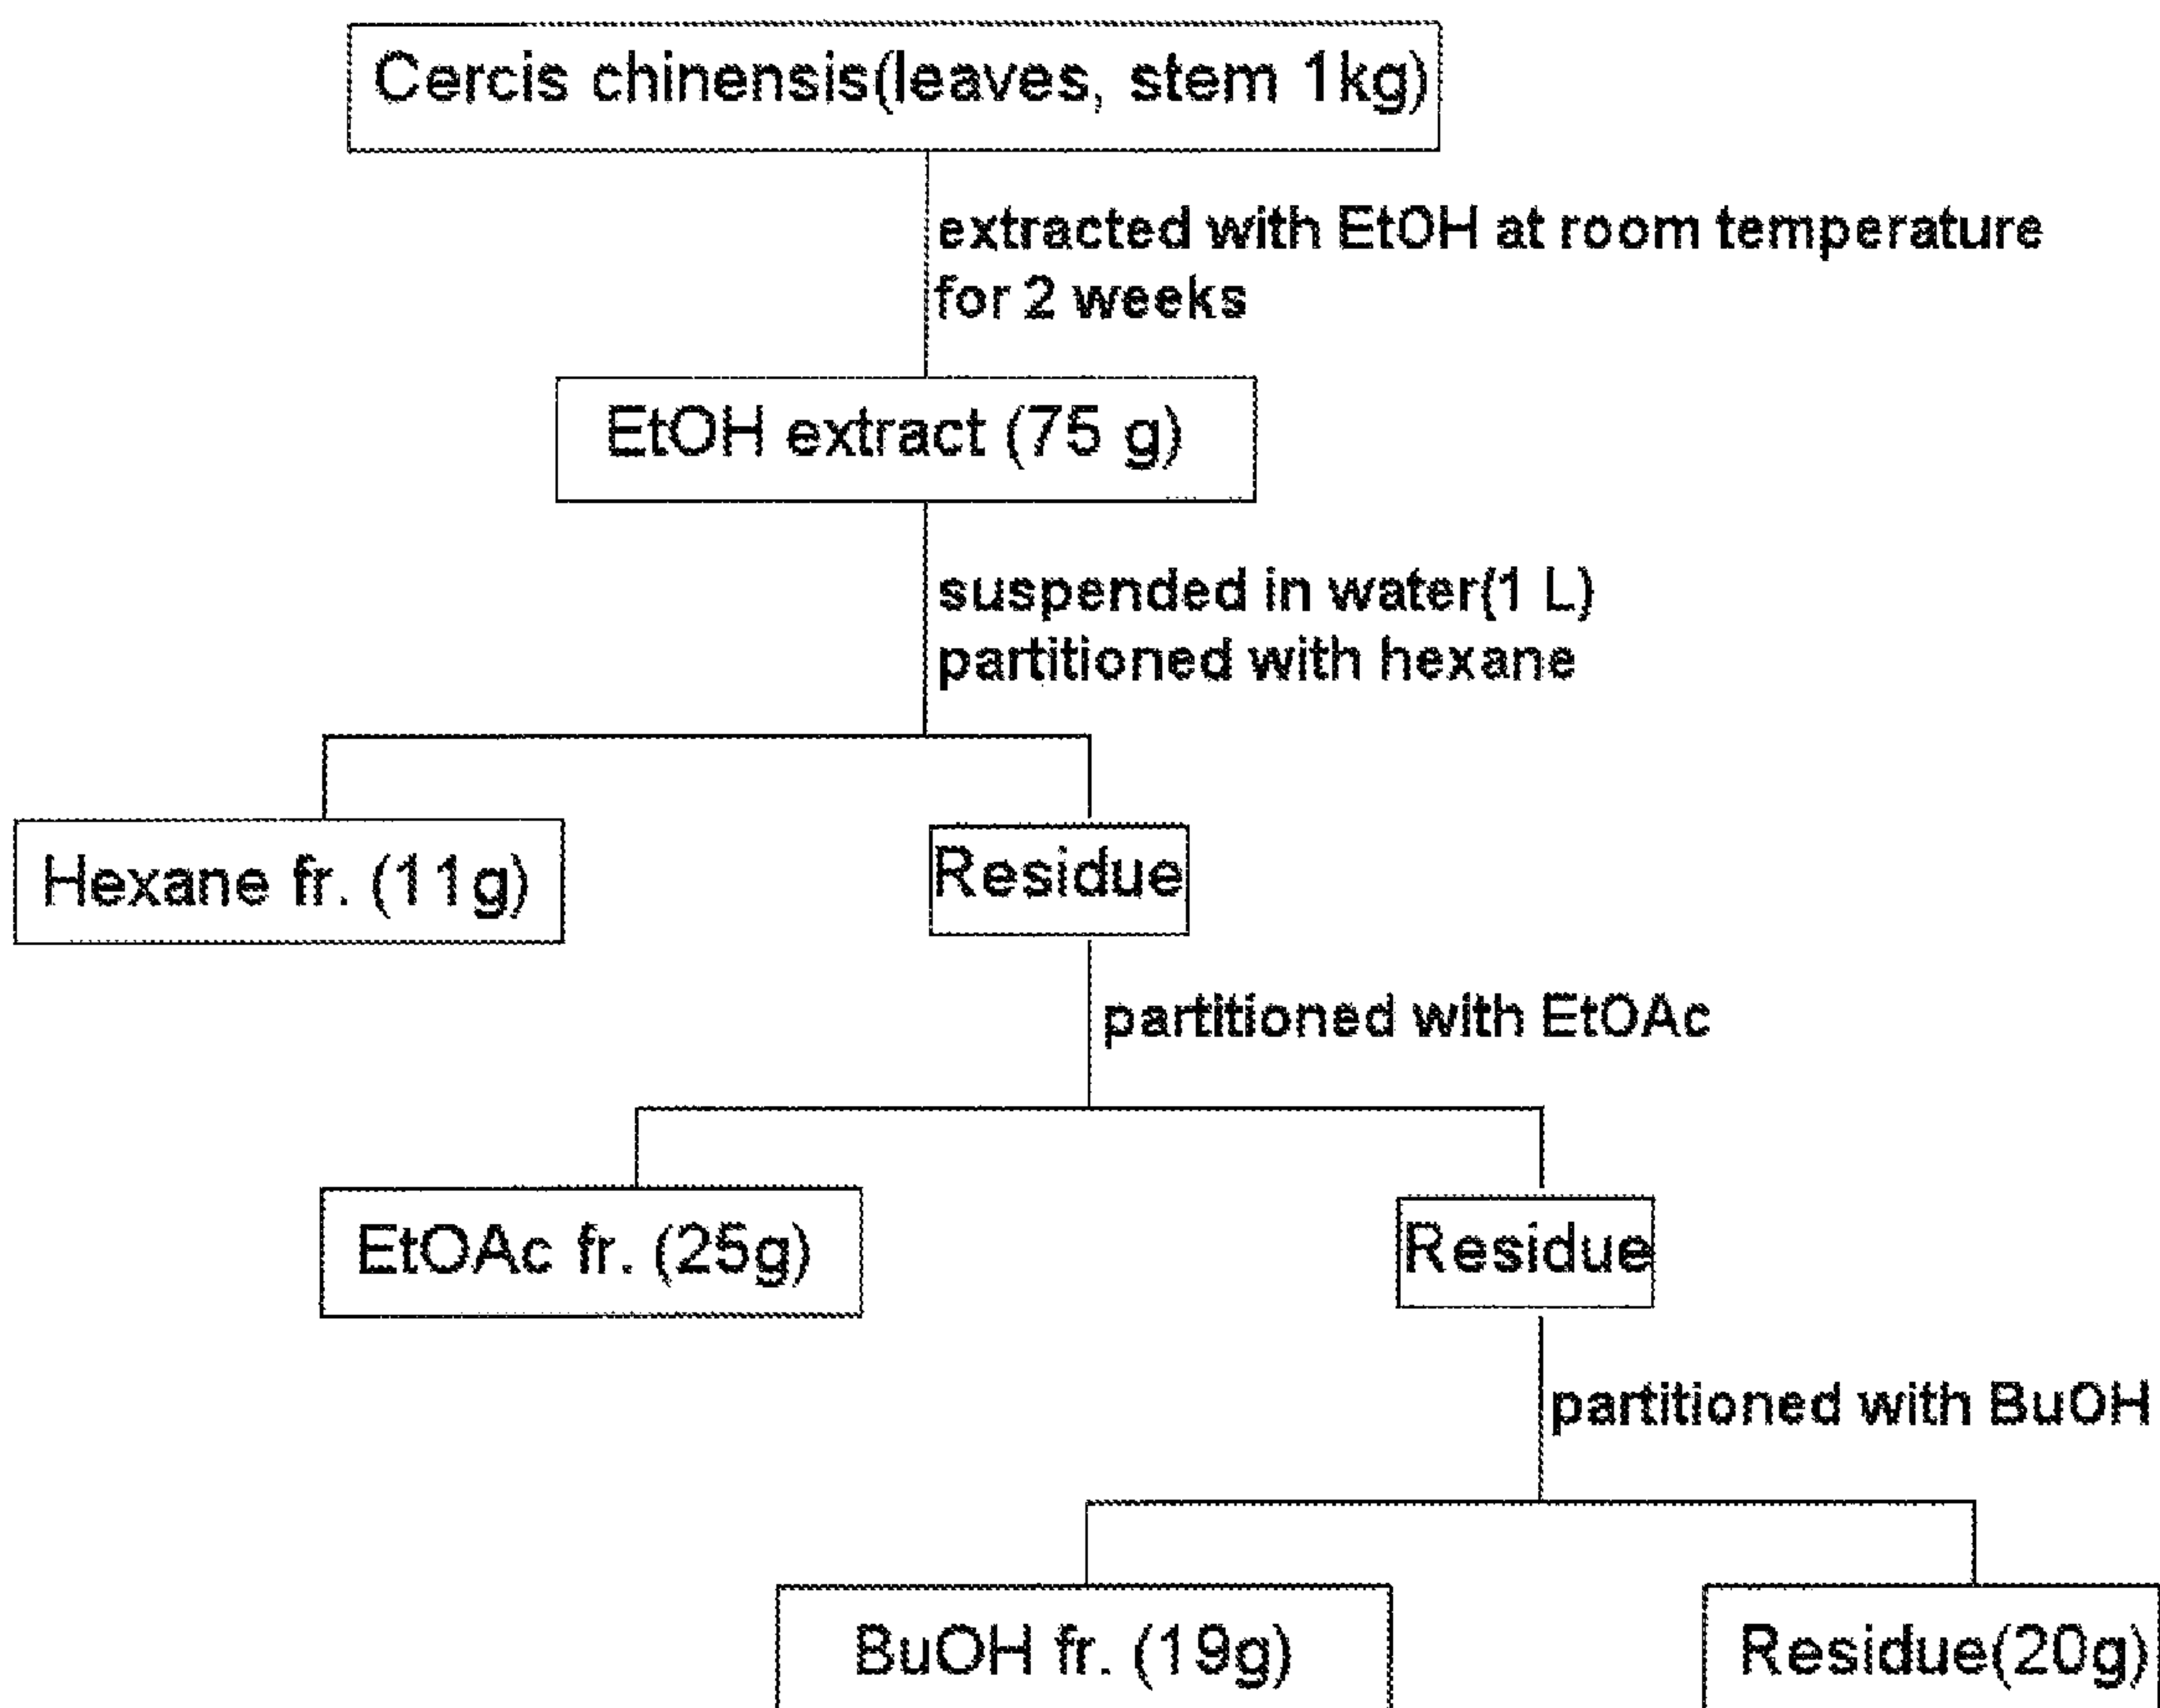 Cercis chinensis(leaves, stem 1kg)
extracted with EtOH at room temperature
for 2 weeks
EtOH extract (75 g)
suspended in water(1 L)
partitioned with hexane
Hexane fr. (11g)
Residue
partitioned with EtOAc
EtOAc fr. (25g)
Residue
partitioned with BuOH
BuOH fr. (19g)
Residue(20g)